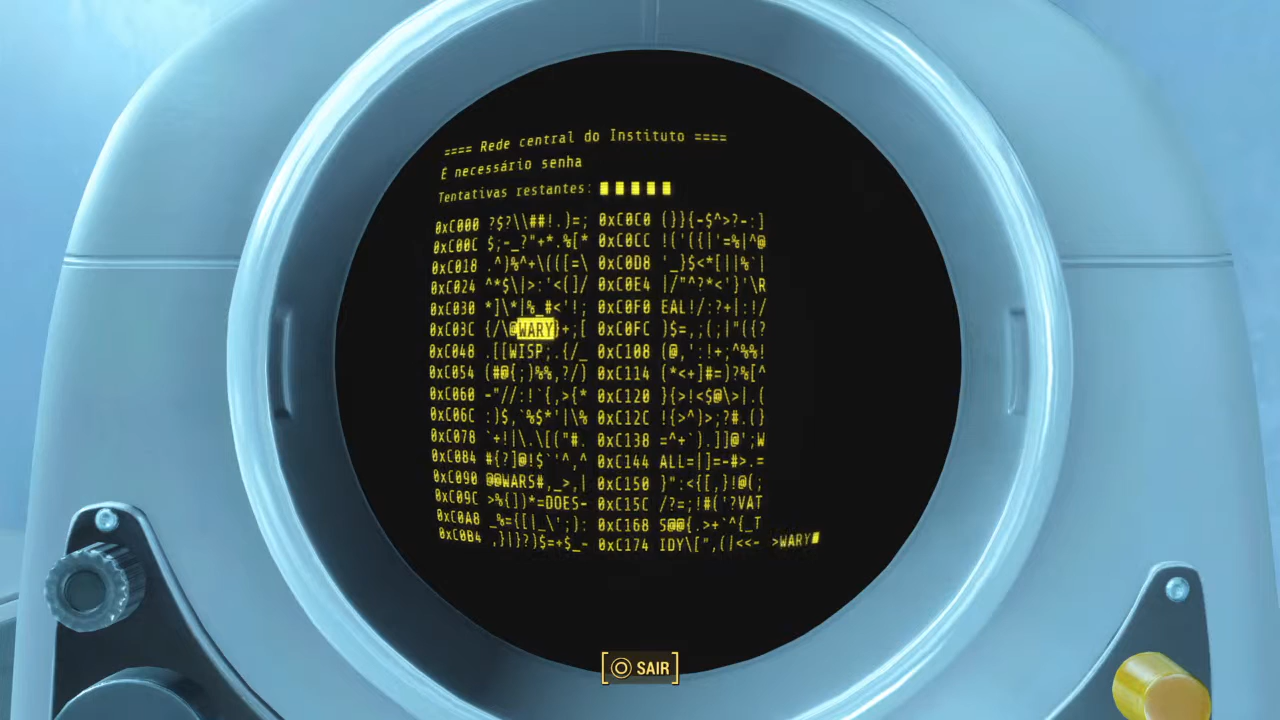 ==== Rede central do Instituto ====
É necessário senha
Tentativas restantes: ■ ■ ■ ■ ■
0xC000 ?$?\\##!.)=; 0xC0C0 (}}{-$^>?-:]
0xC00C $;-_?"+*.%[* 0xC0CC !('({|'=%|^@
0xC018 .^)%^+\(([=\ 0xC0D8 '_}$<*[||%`|
0xC024 ^*$\|>:'<(]/ 0xC0E4 |/"^?*<'}'\R
0xC030 *]\*|%_#<'!; 0xC0F0 EAL!/:?+|:!/
0xC03C {/\@WARY}+;[ 0xC0FC )$=,;(;|"({?
0xC048 .[[WISP;.{/_ 0xC108 (@,':!+;^%%!
0xC054 (#@{;)%%,?/) 0xC114 (*<+]#=)?%[^
0xC060 -"//:!`{,>{* 0xC120 }{>!<$@\>|.(
0xC06C :)$,`%$*'|\% 0xC12C !{>^)>;?#.(}
0xC078 `+!|\.\[("#. 0xC138 =^+`).]]@';W
0xC084 #{?]@!$`'^,^ 0xC144 ALL=|]=-#>.=
0xC090 @@WARS#,_>,| 0xC150 }":<{[,}!@(;
0xC09C >%{])*=DOES- 0xC15C /?=;!#('?VAT
0xC0A8 _%={[|_\';): 0xC168 S@@{.>+`^{_T
0xC0B4 ,}|}?)$=+$_- 0xC174 IDY\[",(|<<- >WARY■
SAIR